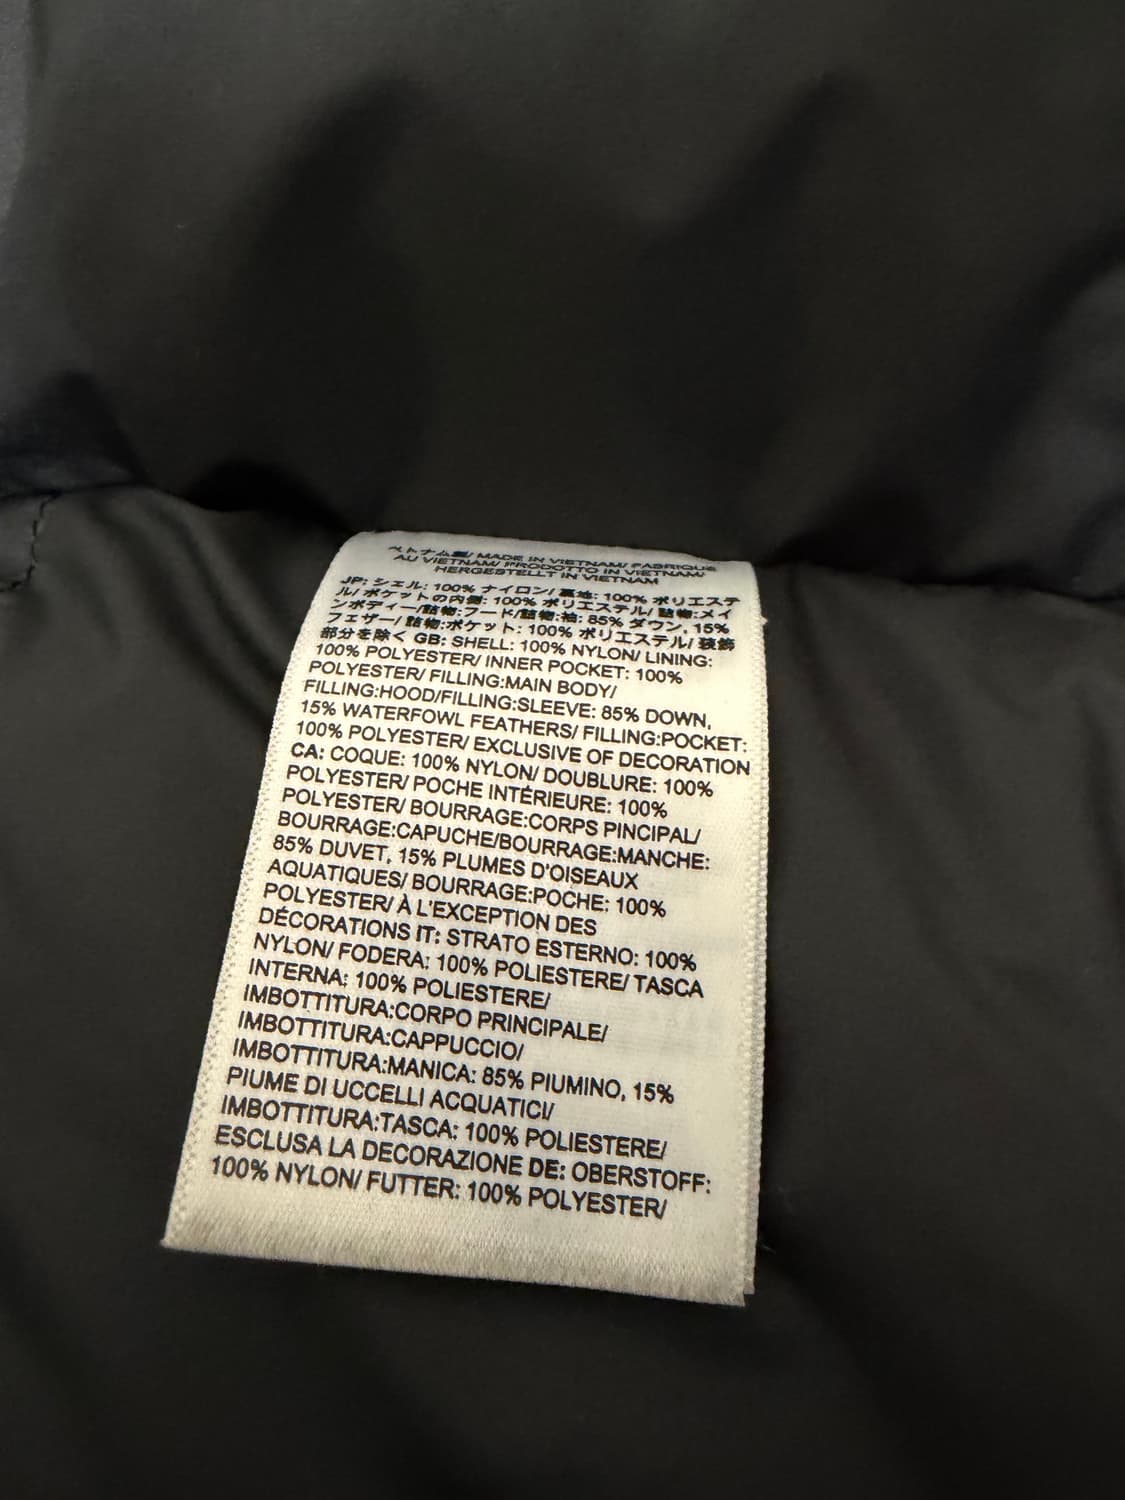 ベトナム製/ MADE IN VIETNAM/ FABRIQUÉ
AU VIETNAM/ PRODOTTO IN VIETNAM/
HERGESTELLT IN VIETNAM
JP: シェル: 100% ナイロン/ 裏地: 100% ポリエステ
ル/ ポケットの内側: 100% ポリエステル/ 詰物:メイ
ンボディー/詰物:フード/詰物:袖: 85% ダウン, 15%
フェザー/ 詰物:ポケット: 100% ポリエステル/ 装飾
部分を除く GB: SHELL: 100% NYLON/ LINING:
100% POLYESTER/ INNER POCKET: 100%
POLYESTER/ FILLING:MAIN BODY/
FILLING:HOOD/FILLING:SLEEVE: 85% DOWN,
15% WATERFOWL FEATHERS/ FILLING:POCKET:
100% POLYESTER/ EXCLUSIVE OF DECORATION
CA: COQUE: 100% NYLON/ DOUBLURE: 100%
POLYESTER/ POCHE INTÉRIEURE: 100%
POLYESTER/ BOURRAGE:CORPS PINCIPAL/
BOURRAGE:CAPUCHE/BOURRAGE:MANCHE:
85% DUVET, 15% PLUMES D'OISEAUX
AQUATIQUES/ BOURRAGE:POCHE: 100%
POLYESTER/ À L'EXCEPTION DES
DÉCORATIONS IT: STRATO ESTERNO: 100%
NYLON/ FODERA: 100% POLIESTERE/ TASCA
INTERNA: 100% POLIESTERE/
IMBOTTITURA:CORPO PRINCIPALE/
IMBOTTITURA:CAPPUCCIO/
IMBOTTITURA:MANICA: 85% PIUMINO, 15%
PIUME DI UCCELLI ACQUATICI/
IMBOTTITURA:TASCA: 100% POLIESTERE/
ESCLUSA LA DECORAZIONE DE: OBERSTOFF:
100% NYLON/ FUTTER: 100% POLYESTER/